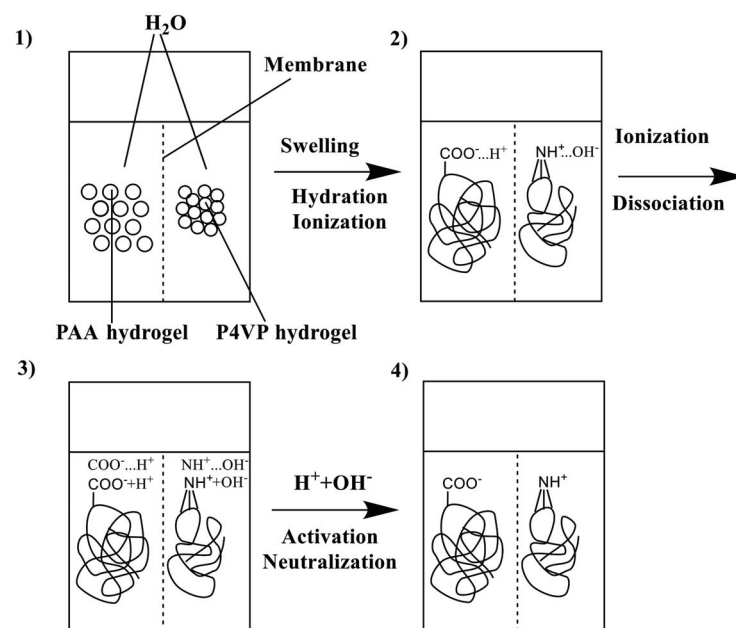 H₂O
1)
Membrane
2)
Swelling
Hydration
Ionization
COO⁻...H⁺
NH⁺...OH⁻
Ionization
Dissociation
PAA hydrogel
P4VP hydrogel
3)
4)
COO⁻...H⁺
NH⁺...OH⁻
COO⁻+H⁺
NH⁺+OH⁻
H⁺+OH⁻
Activation
Neutralization
COO⁻
NH⁺